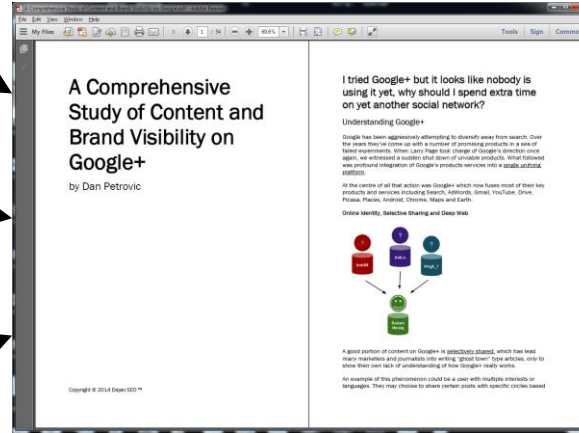 A Comprehensive Study of Content and Brand Visibility on Google+.pdf - Adobe Reader
File Edit View Window Help
My Files
1 / 54
69.6%
Tools Sign Comment
A Comprehensive
Study of Content and
Brand Visibility on
Google+
by Dan Petrovic
Copyright © 2014 Dejan SEO ™
I tried Google+ but it looks like nobody is
using it yet, why should I spend extra time
on yet another social network?
Understanding Google+
Google has been aggressively attempting to diversify away from search. Over
the years they've come up with a number of promising products in a sea of
failed experiments. When Larry Page took charge of Google's direction once
again, we witnessed a sudden shut down of unviable products. What followed
was profound integration of Google's products services into a single unifying
platform.
At the centre of all that action was Google+ which now fuses most of their key
products and services including Search, AdWords, Gmail, YouTube, Drive,
Picasa, Places, Android, Chrome, Maps and Earth.
Online Identity, Selective Sharing and Deep Web
? ? ?
A good portion of content on Google+ is selectively shared, which has lead
many marketers and journalists into writing "ghost town" type articles, only to
show their own lack of understanding of how Google+ really works.
An example of this phenomenon could be a user with multiple interests or
languages. They may choose to share certain posts with specific circles based